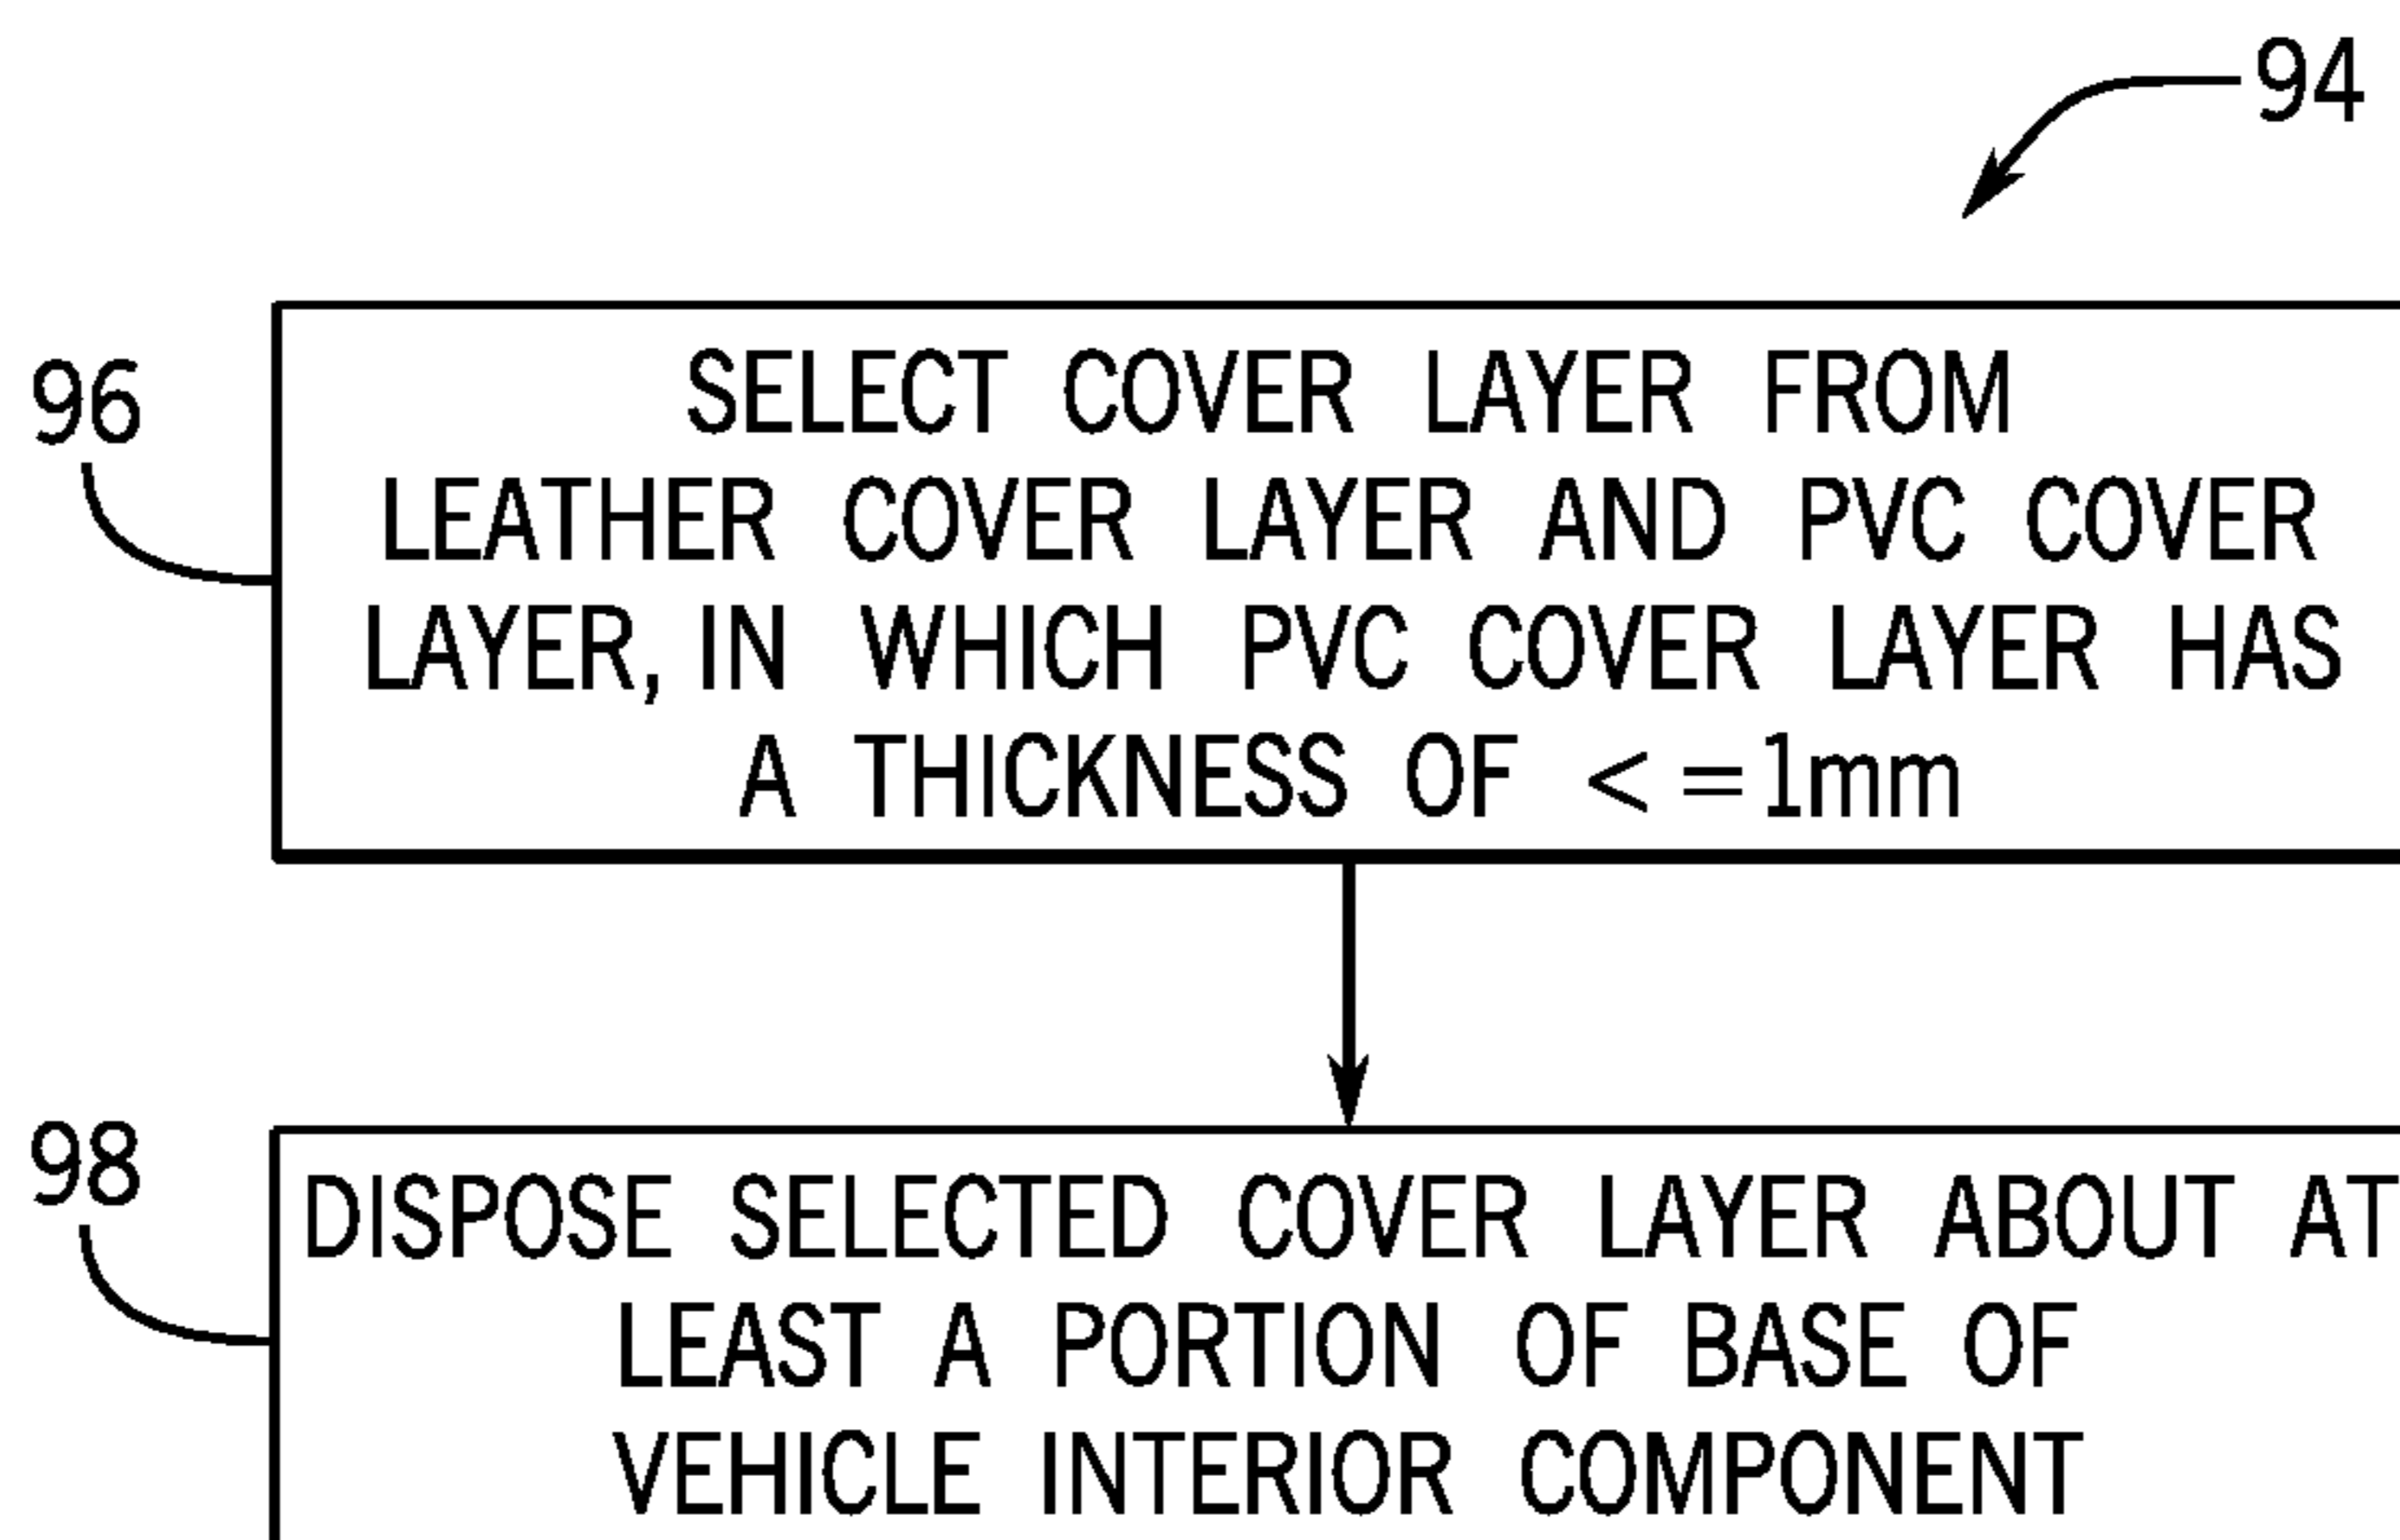 94
96
SELECT COVER LAYER FROM
LEATHER COVER LAYER AND PVC COVER
LAYER, IN WHICH PVC COVER LAYER HAS
A THICKNESS OF < =1mm
98
DISPOSE SELECTED COVER LAYER ABOUT AT
LEAST A PORTION OF BASE OF
VEHICLE INTERIOR COMPONENT